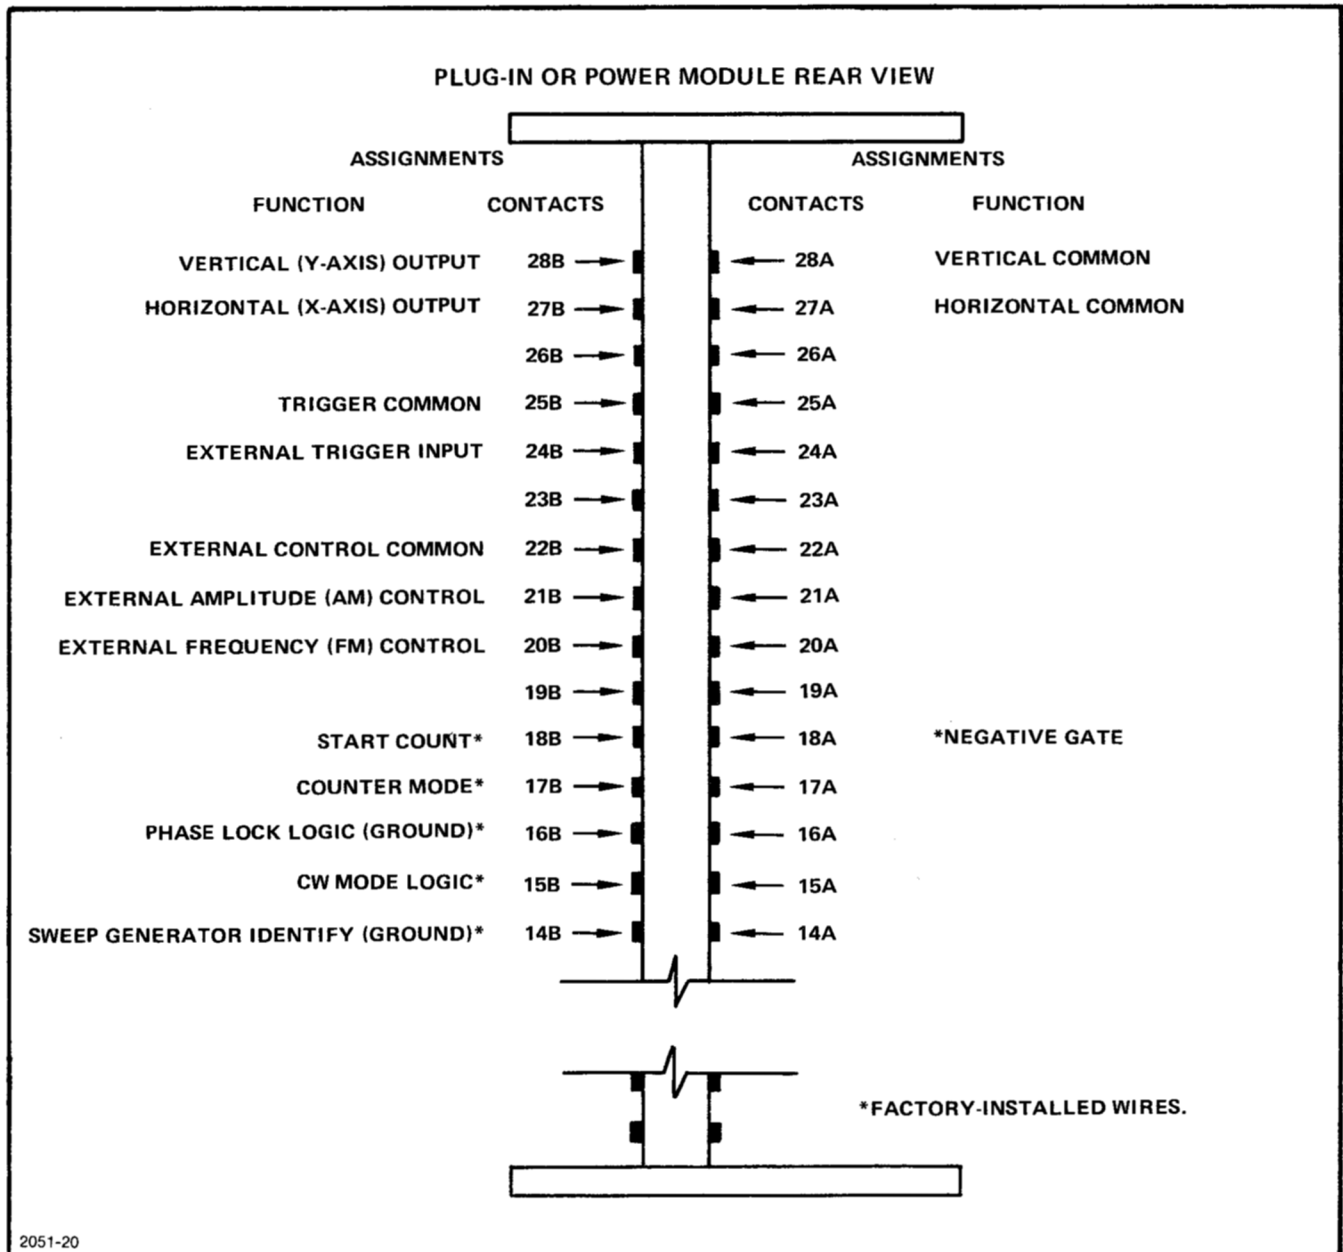 PLUG-IN OR POWER MODULE REAR VIEW
ASSIGNMENTS ASSIGNMENTS
FUNCTION CONTACTS CONTACTS FUNCTION
VERTICAL (Y-AXIS) OUTPUT 28B 28A VERTICAL COMMON
HORIZONTAL (X-AXIS) OUTPUT 27B 27A HORIZONTAL COMMON
26B 26A
TRIGGER COMMON 25B 25A
EXTERNAL TRIGGER INPUT 24B 24A
23B 23A
EXTERNAL CONTROL COMMON 22B 22A
EXTERNAL AMPLITUDE (AM) CONTROL 21B 21A
EXTERNAL FREQUENCY (FM) CONTROL 20B 20A
19B 19A
START COUNT* 18B 18A *NEGATIVE GATE
COUNTER MODE* 17B 17A
PHASE LOCK LOGIC (GROUND)* 16B 16A
CW MODE LOGIC* 15B 15A
SWEEP GENERATOR IDENTIFY (GROUND)* 14B 14A
*FACTORY-INSTALLED WIRES.
2051-20